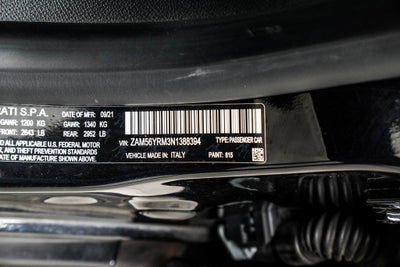 ATI S.P.A. DATE OF MFR: 09/21
GAWR: 1200 KG GAWR: 1340 KG
FRONT: 2643 LB REAR: 2952 LB
VIN: ZAM56YRM3N1388394 TYPE:PASSENGER CAR
VEHICLE MADE IN: ITALY PAINT: 815
TO ALL APPLICABLE U.S. FEDERAL MOTOR
AND THEFT PREVENTION STANDARDS
OF MANUFACTURE SHOWN ABOVE.